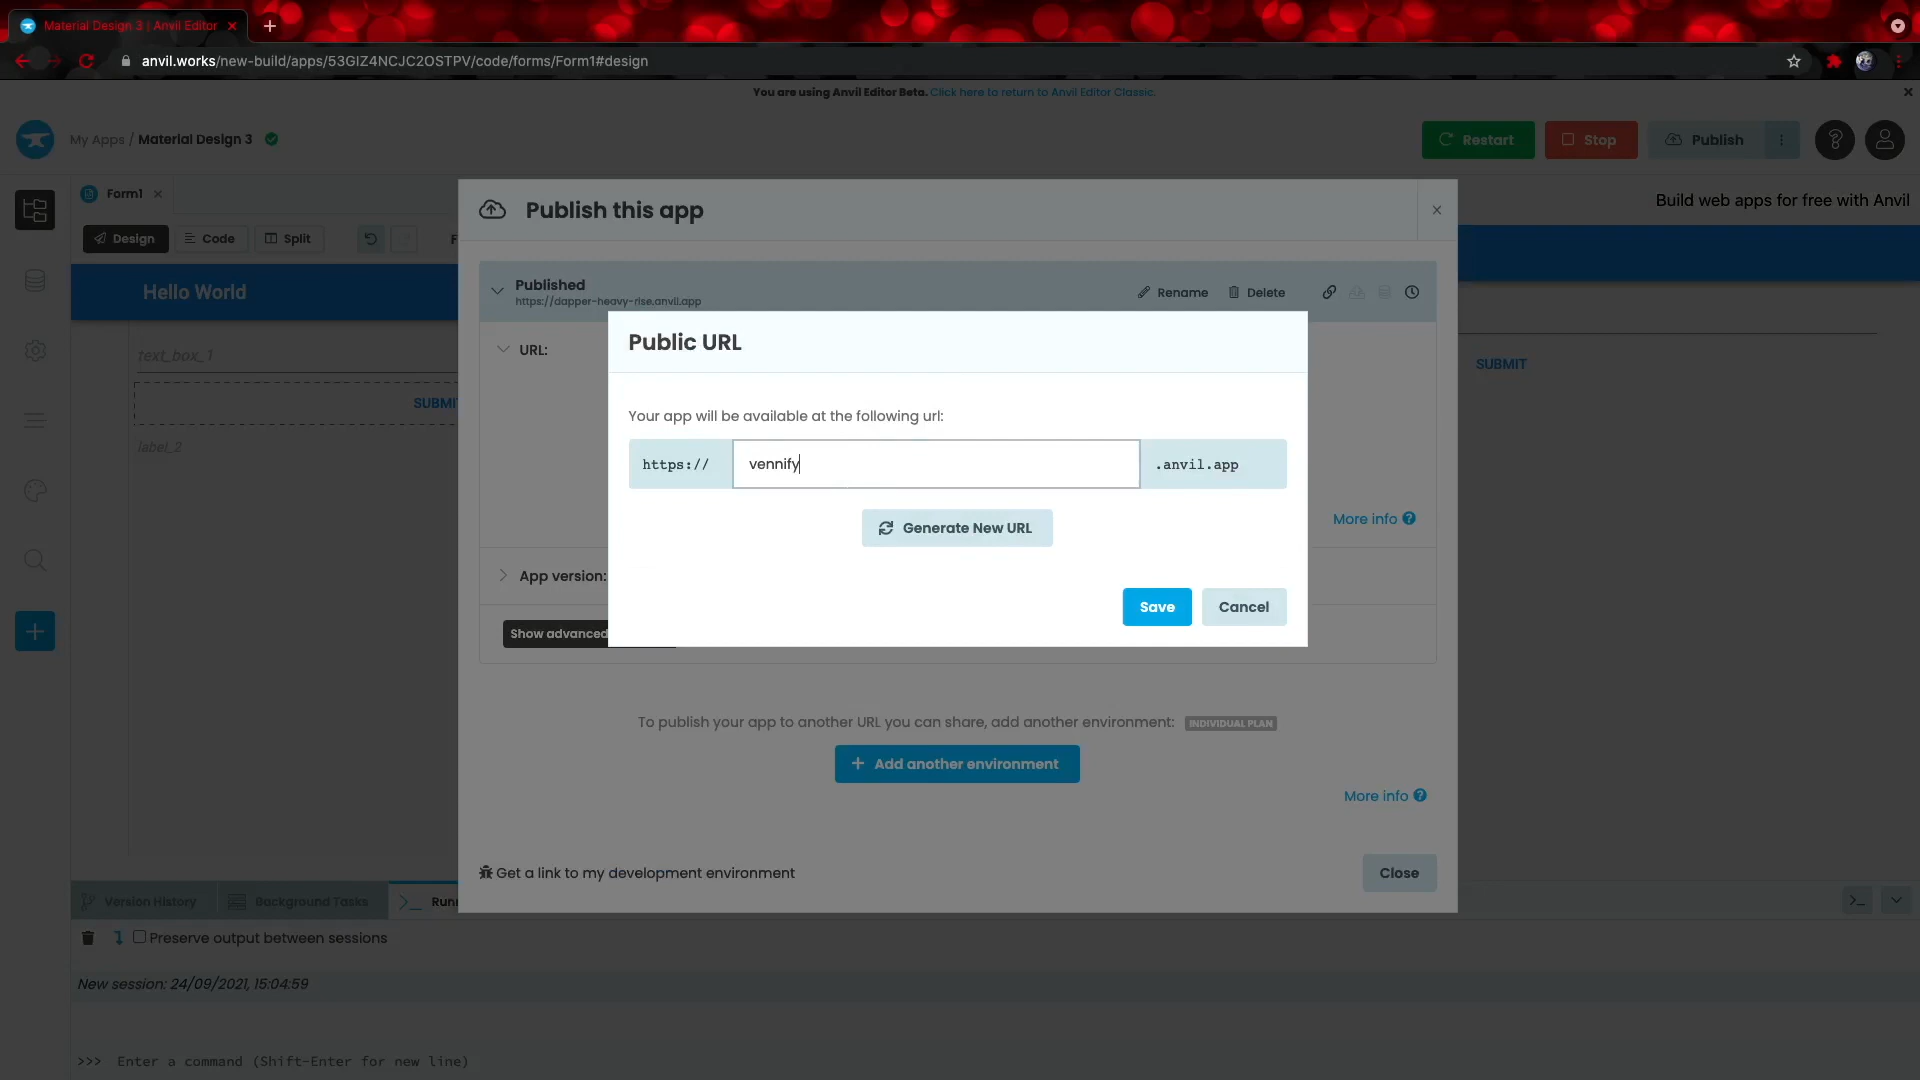 Material Design 3 | Anvil Editor
anvil.works/new-build/apps/53GIZ4NCJC2OSTPV/code/forms/Form1#design
You are using Anvil Editor Beta. Click here to return to Anvil Editor Classic.
My Apps / Material Design 3
Restart
Stop
Publish
Form1
Publish this app
Build web apps for free with Anvil
Design
Code
Split
F
Hello World
Published
https://dapper-heavy-rise.anvil.app
Rename
Delete
Public URL
text_box_1
URL:
SUBMIT
SUBMI
label_2
Your app will be available at the following url:
https://
vennify
.anvil.app
Generate New URL
More info
App version:
Save
Cancel
Show advanced
To publish your app to another URL you can share, add another environment: INDIVIDUAL PLAN
Add another environment
More info
Get a link to my development environment
Close
Version History
Background Tasks
Runn
Preserve output between sessions
New session: 24/09/2021, 15:04:59
>>> Enter a command (Shift-Enter for new line)